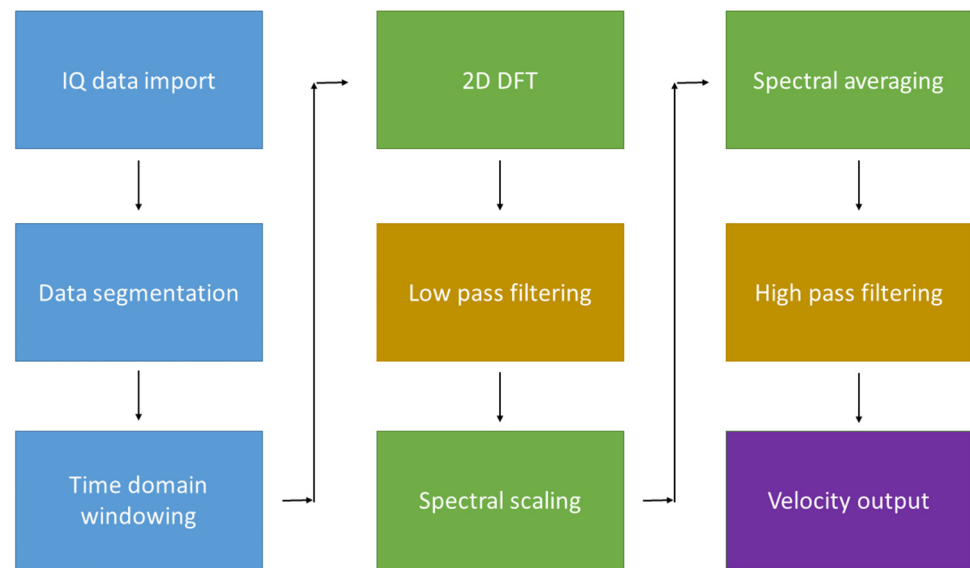 IQ data import
Data segmentation
Time domain
windowing
2D DFT
Low pass filtering
Spectral scaling
Spectral averaging
High pass filtering
Velocity output